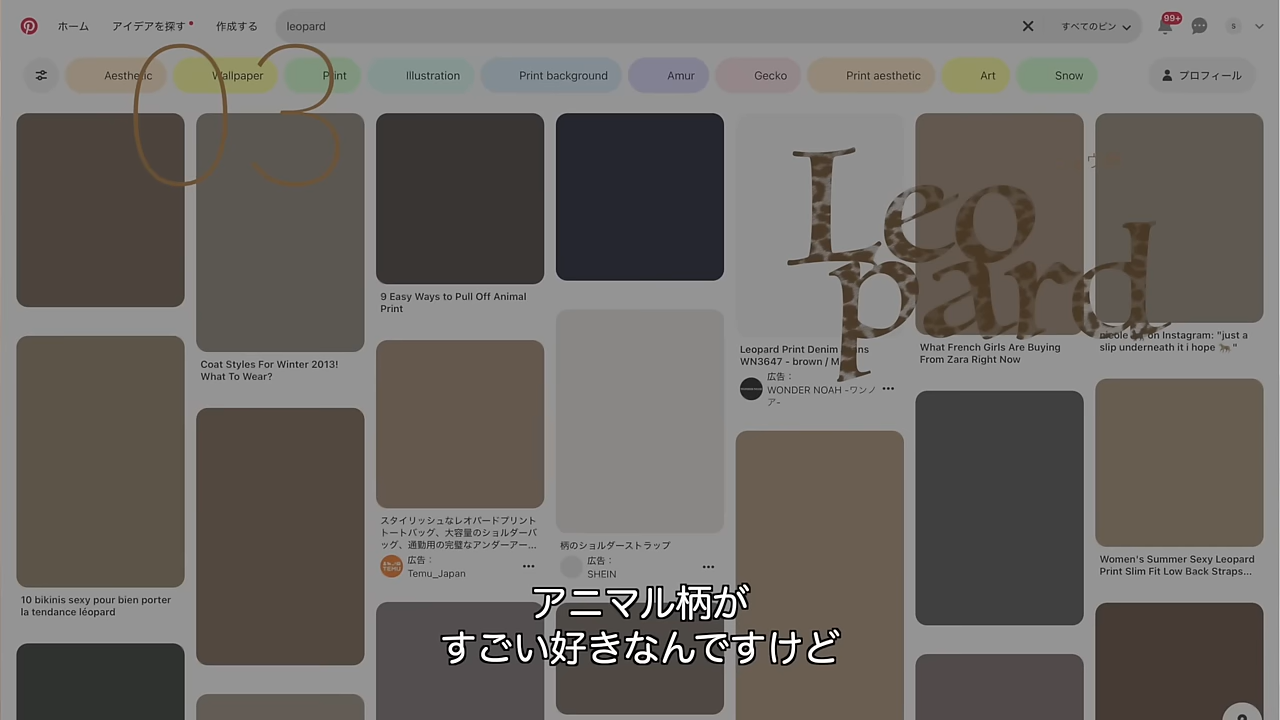 ホーム
アイデアを探す
作成する
leopard
すべてのピン
99+
s
Aesthetic
Wallpaper
Print
Illustration
Print background
Amur
Gecko
Print aesthetic
Art
Snow
プロフィール
03
Leo
pard
9 Easy Ways to Pull Off Animal
Print
Coat Styles For Winter 2013!
What To Wear?
Leopard Print Denim
WN3647 - brown / M
広告：
WONDER NOAH -ワンノ
ア-
What French Girls Are Buying
From Zara Right Now
nicole on Instagram: "just a
slip underneath it i hope 🐆"
スタイリッシュなレオパードプリント
トートバッグ、大容量のショルダーバ
ッグ、通勤用の完璧なアンダーアー...
広告：
Temu_Japan
柄のショルダーストラップ
広告：
SHEIN
Women's Summer Sexy Leopard
Print Slim Fit Low Back Straps...
10 bikinis sexy pour bien porter
la tendance léopard
アニマル柄が
すごい好きなんですけど